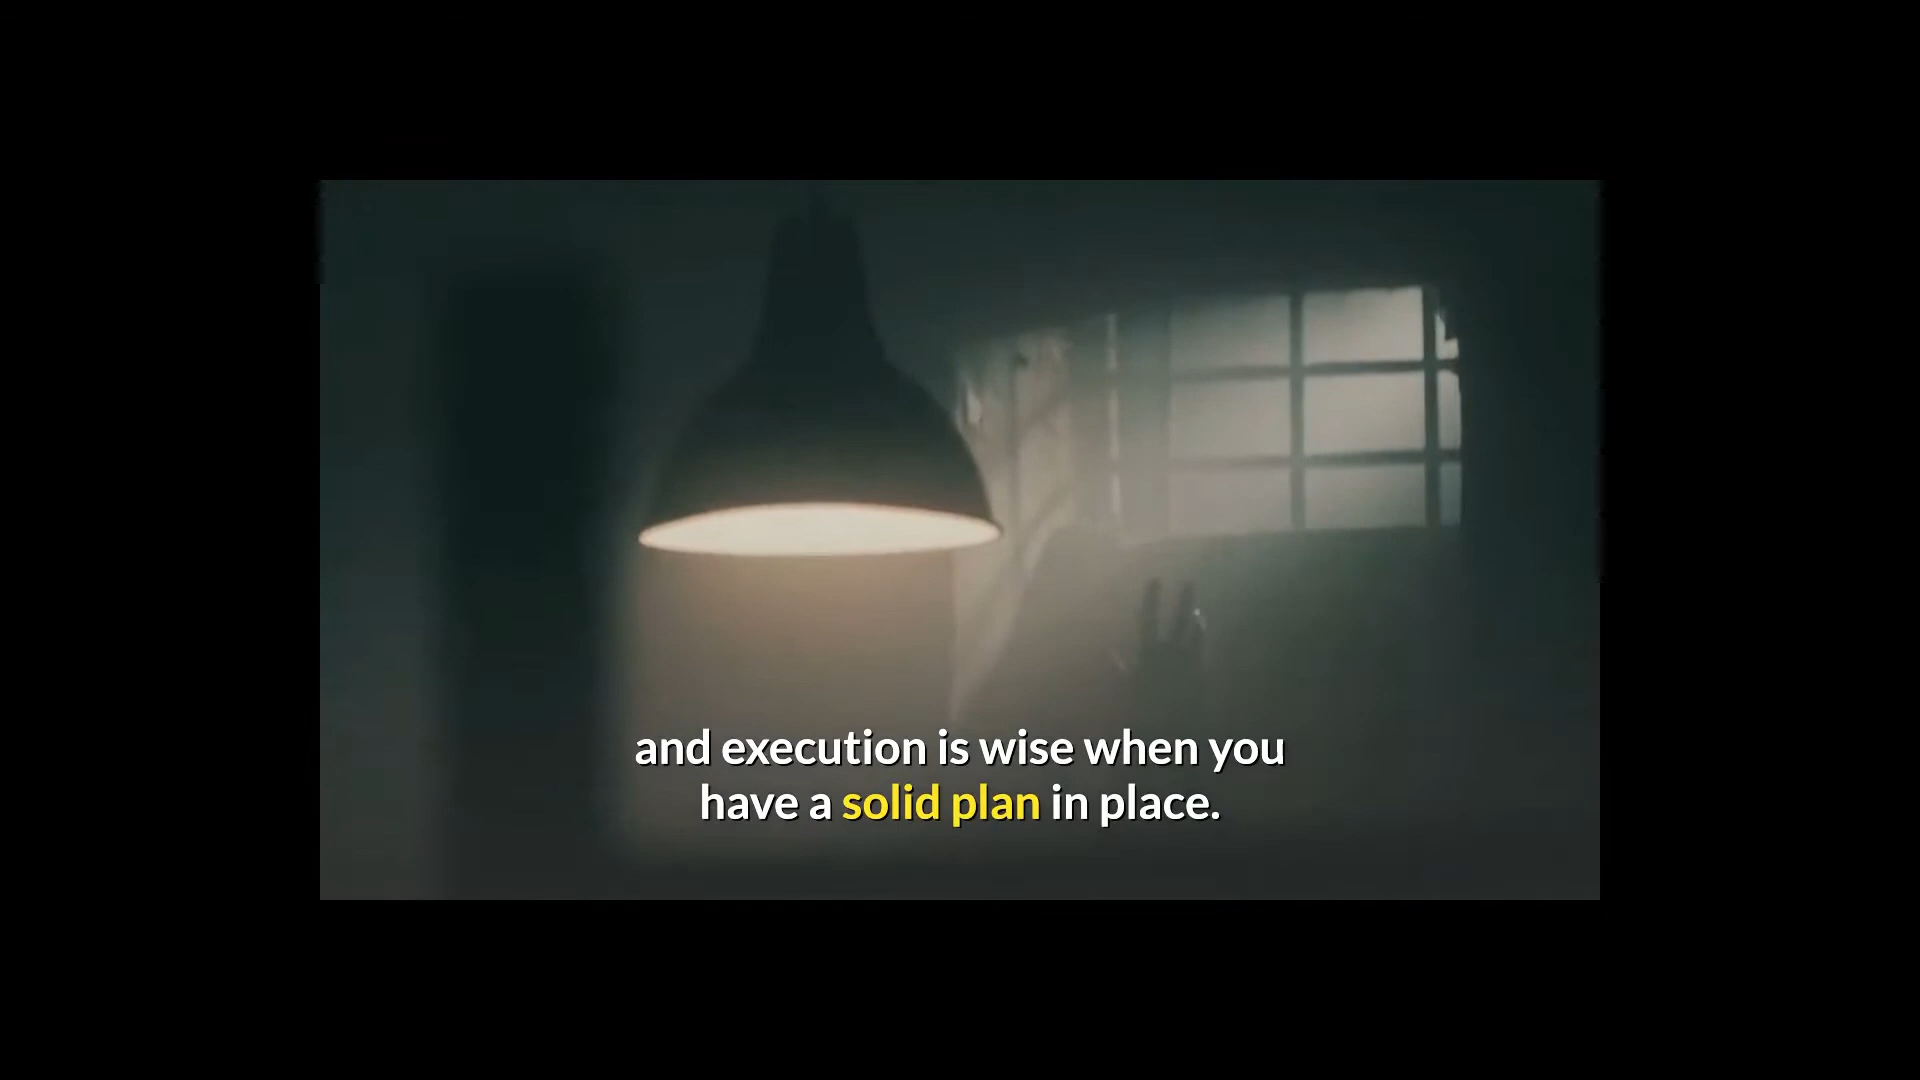 and execution is wise when you
have a solid plan in place.